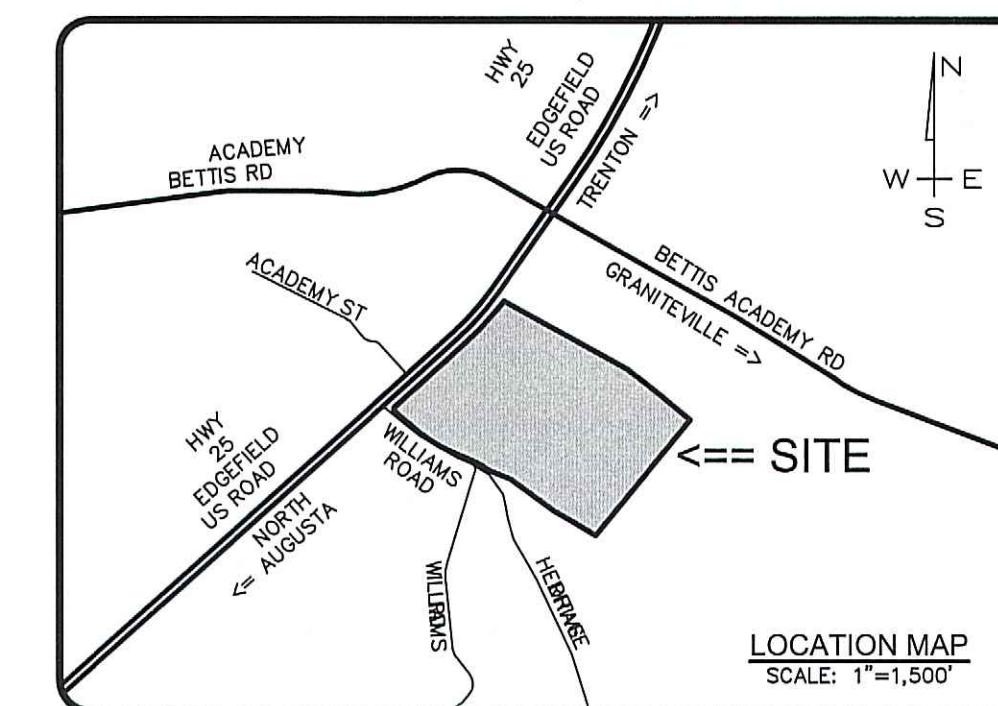 HWY
25
EDGEFIELD
US ROAD
TRENTON =>
N
W E
S
ACADEMY
BETTIS RD
ACADEMY ST
BETTIS ACADEMY RD
GRANITEVILLE =>
<== SITE
WILLIAMS
ROAD
HWY
25
EDGEFIELD
US ROAD
NORTH
<= AUGUSTA
LOCATION MAP
SCALE: 1"=1,500'